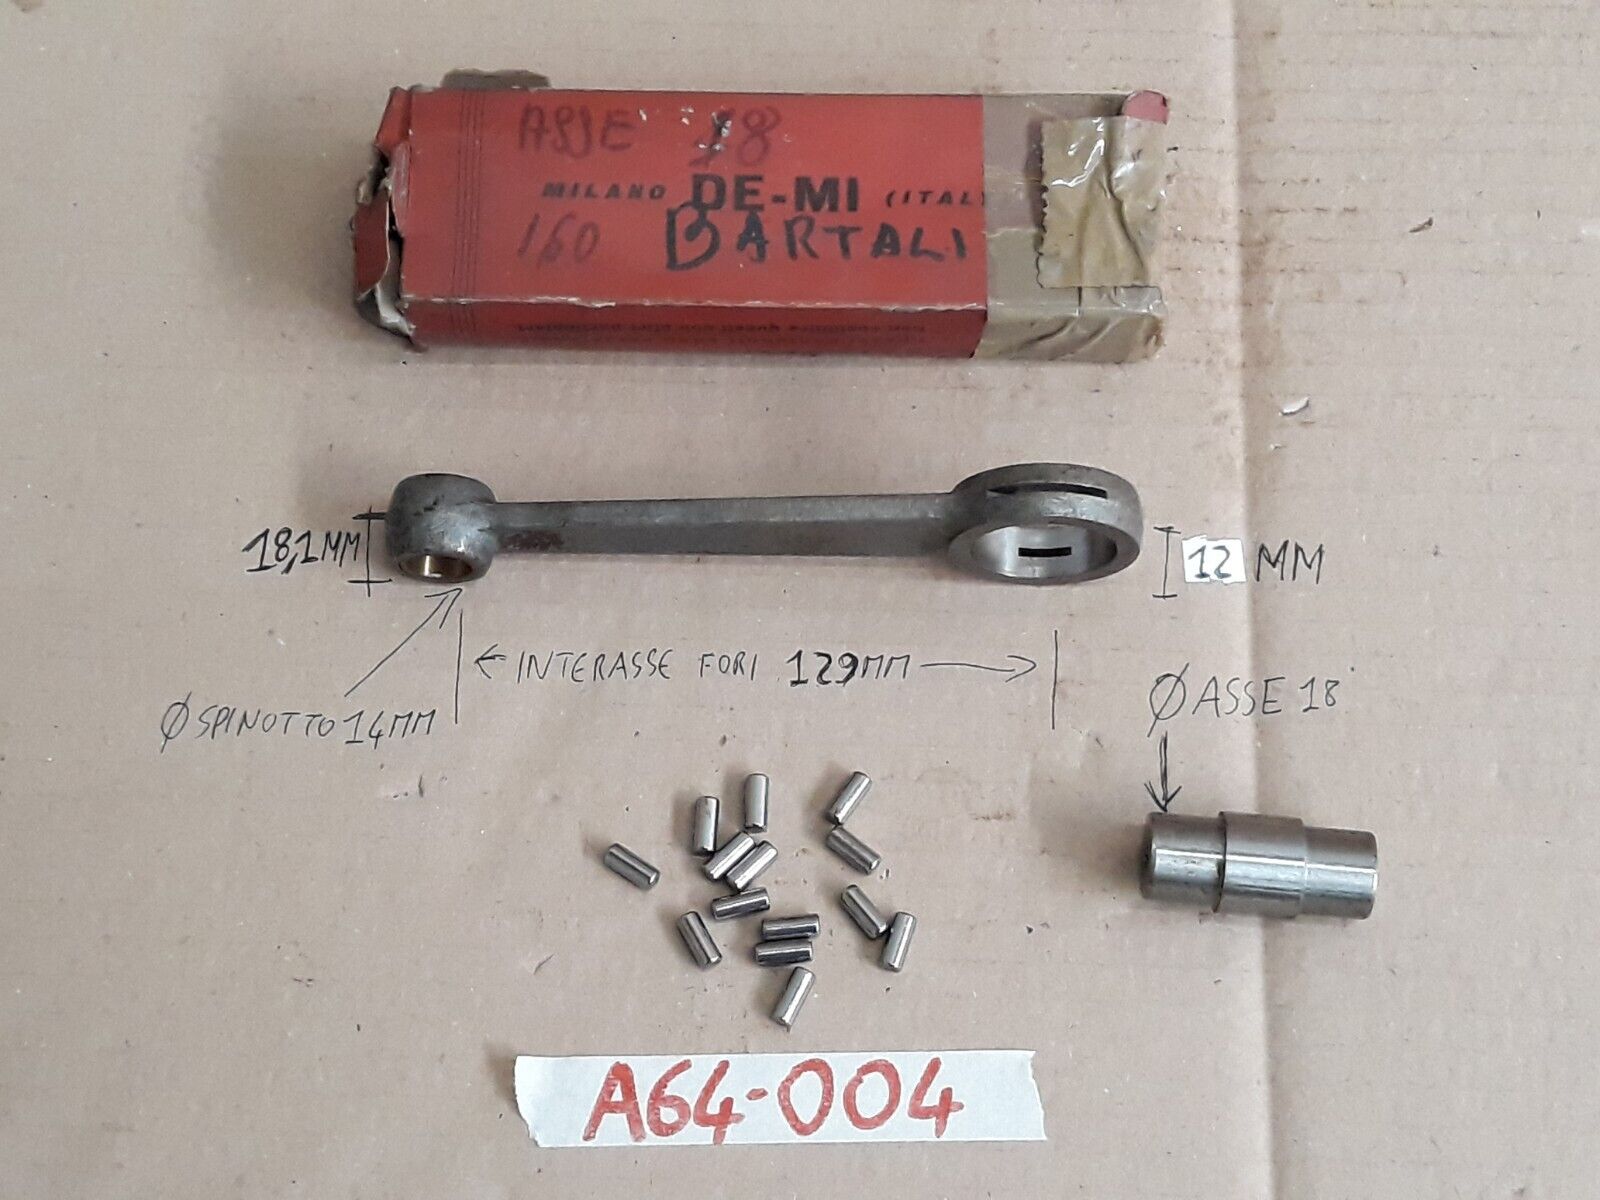 ASSE 18
MILANO DE-MI (ITAL
160 BARTALI
18,1MM
12 MM
← INTERASSE FORI 129MM →
Ø SPINOTTO 14MM
Ø ASSE 18
A64-004